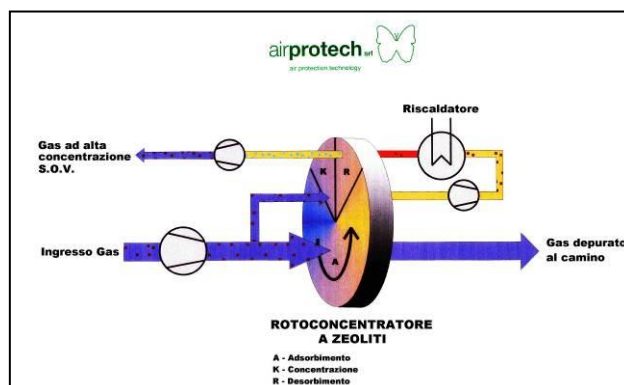 airprotech srl
air protection technology
Riscaldatore
Gas ad alta
concentrazione
S.O.V.
K R
Ingresso Gas
A
Gas depurato
al camino
ROTOCONCENTRATORE
A ZEOLITI
A - Adsorbimento
K - Concentrazione
R - Desorbimento